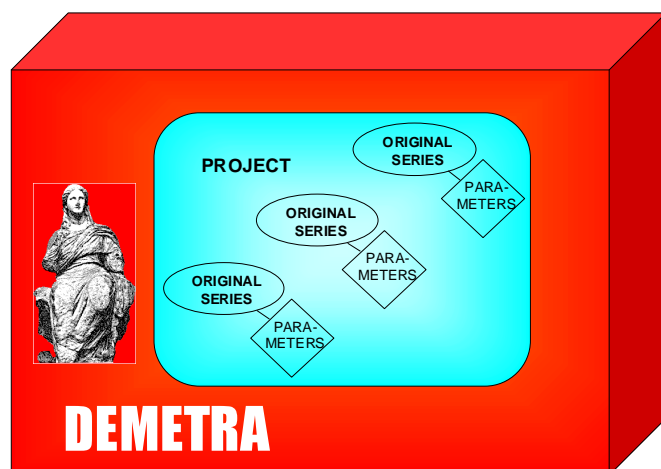 PROJECT
ORIGINAL
SERIES
PARA-
METERS
ORIGINAL
SERIES
PARA-
METERS
ORIGINAL
SERIES
PARA-
METERS
DEMETRA